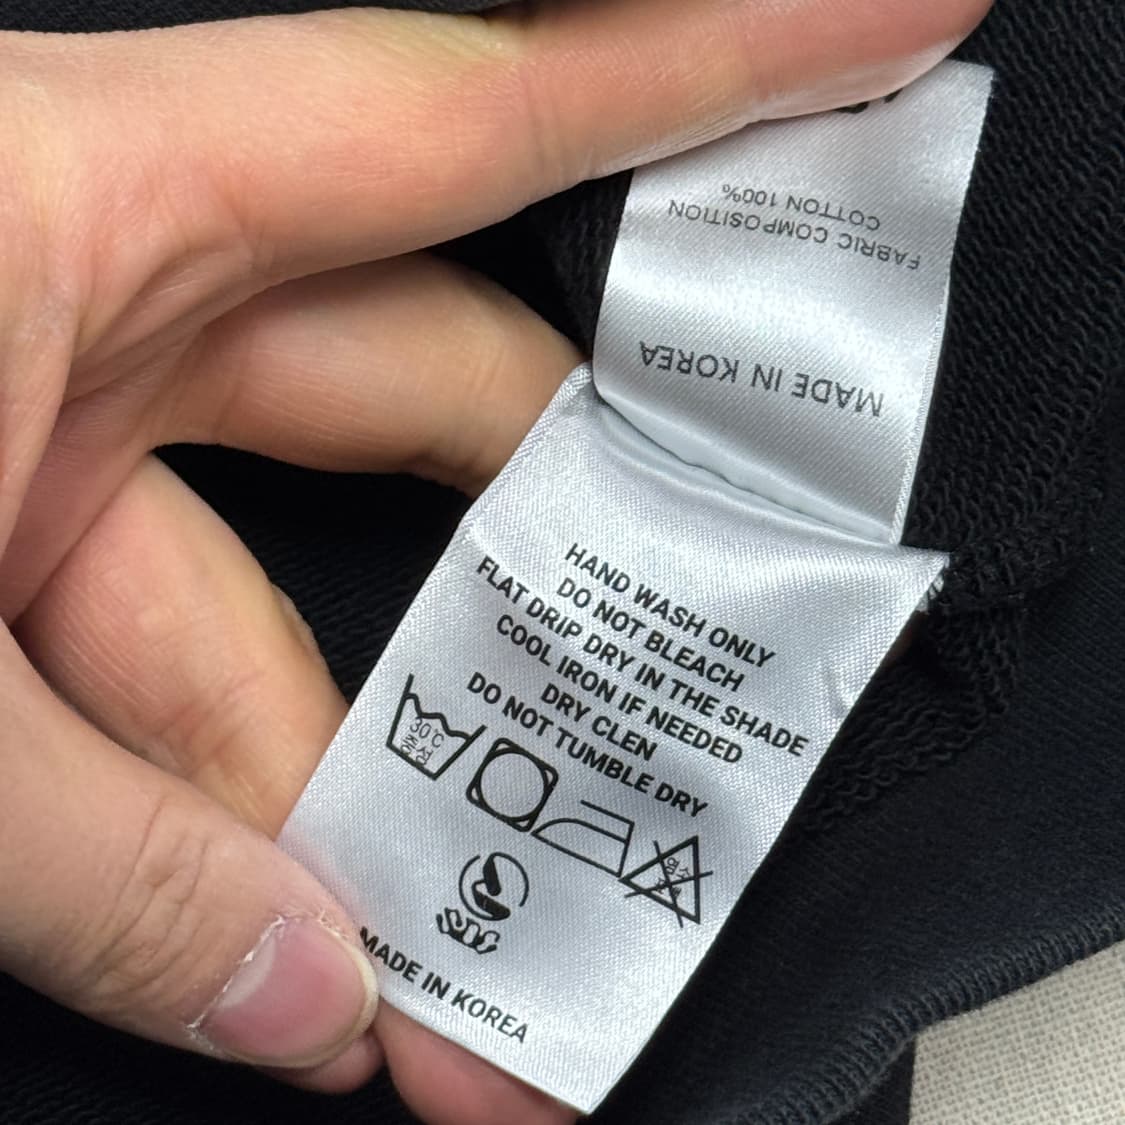 FABRIC COMPOSITION
COTTON 100%
MADE IN KOREA
HAND WASH ONLY
DO NOT BLEACH
FLAT DRIP DRY IN THE SHADE
COOL IRON IF NEEDED
DRY CLEN
DO NOT TUMBLE DRY
30°C
MADE IN KOREA